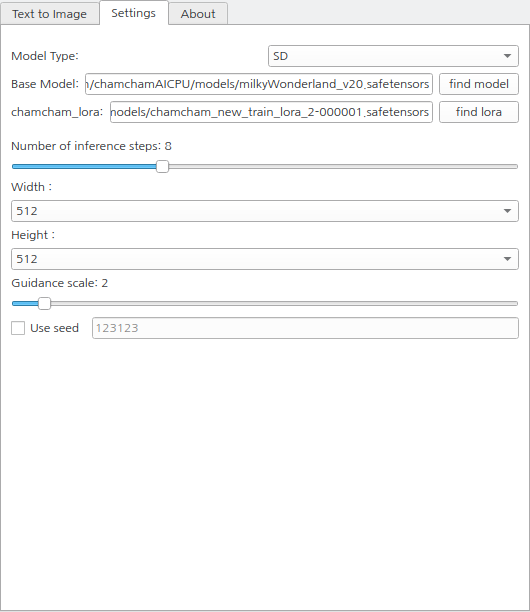 Text to Image Settings About
Model Type: SD
Base Model: /chamchamAICPU/models/milkyWonderland_v20.safetensors find model
chamcham_lora: models/chamcham_new_train_lora_2-000001.safetensors find lora
Number of inference steps: 8
Width :
512
Height :
512
Guidance scale: 2
Use seed 123123